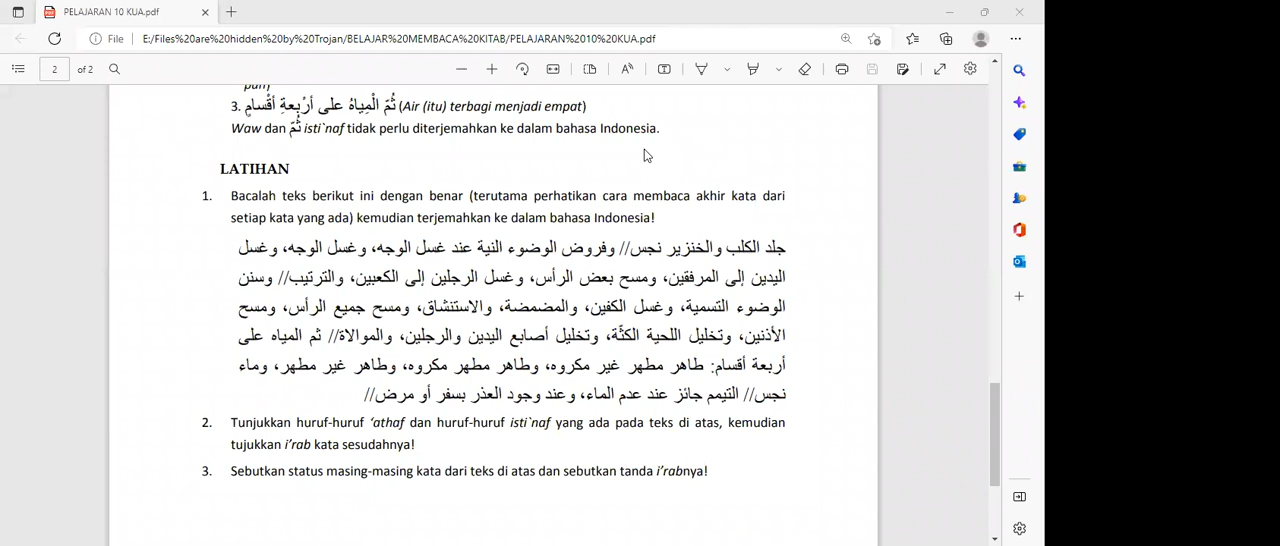 PELAJARAN 10 KUA.pdf
File E:/Files%20are%20hidden%20by%20Trojan/BELAJAR%20MEMBACA%20KITAB/PELAJARAN%2010%20KUA.pdf
2 of 2
3. ثُمّ الْمِيَاهُ على أرْبعةِ أقْسامٍ (Air (itu) terbagi menjadi empat)
Waw dan ثُمّ isti`naf tidak perlu diterjemahkan ke dalam bahasa Indonesia.
LATIHAN
1. Bacalah teks berikut ini dengan benar (terutama perhatikan cara membaca akhir kata dari
setiap kata yang ada) kemudian terjemahkan ke dalam bahasa Indonesia!
جلد الكلب والخنزير نجس// وفروض الوضوء النية عند غسل الوجه، وغسل الوجه، وغسل
اليدين إلى المرفقين، ومسح بعض الرأس، وغسل الرجلين إلى الكعبين، والترتيب// وسنن
الوضوء التسمية، وغسل الكفين، والمضمضة، والاستنشاق، ومسح جميع الرأس، ومسح
الأذنين، وتخليل اللحية الكثّة، وتخليل أصابع اليدين والرجلين، والموالاة// ثم المياه على
أربعة أقسام: طاهر مطهر غير مكروه، وطاهر مطهر مكروه، وطاهر غير مطهر، وماء
نجس// التيمم جائز عند عدم الماء، وعند وجود العذر بسفر أو مرض//
2. Tunjukkan huruf-huruf ‘athaf dan huruf-huruf isti`naf yang ada pada teks di atas, kemudian
tujukkan i’rab kata sesudahnya!
3. Sebutkan status masing-masing kata dari teks di atas dan sebutkan tanda i’rabnya!